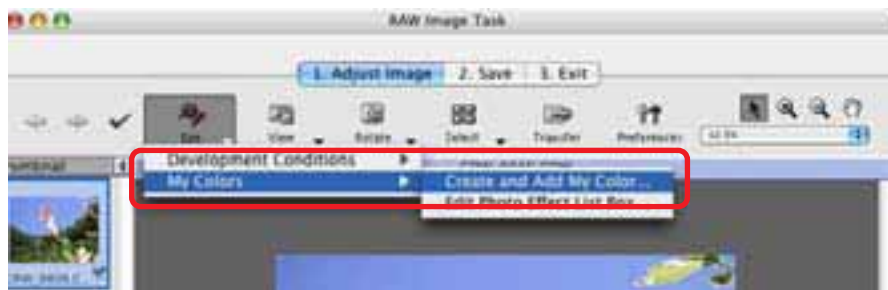 RAW Image Task
1. Adjust Image 2. Save 3. Exit
Edit View Rotate Select Transfer Preferences
Development Conditions
My Colors Create and Add My Color...
Edit Photo Effect List Box...